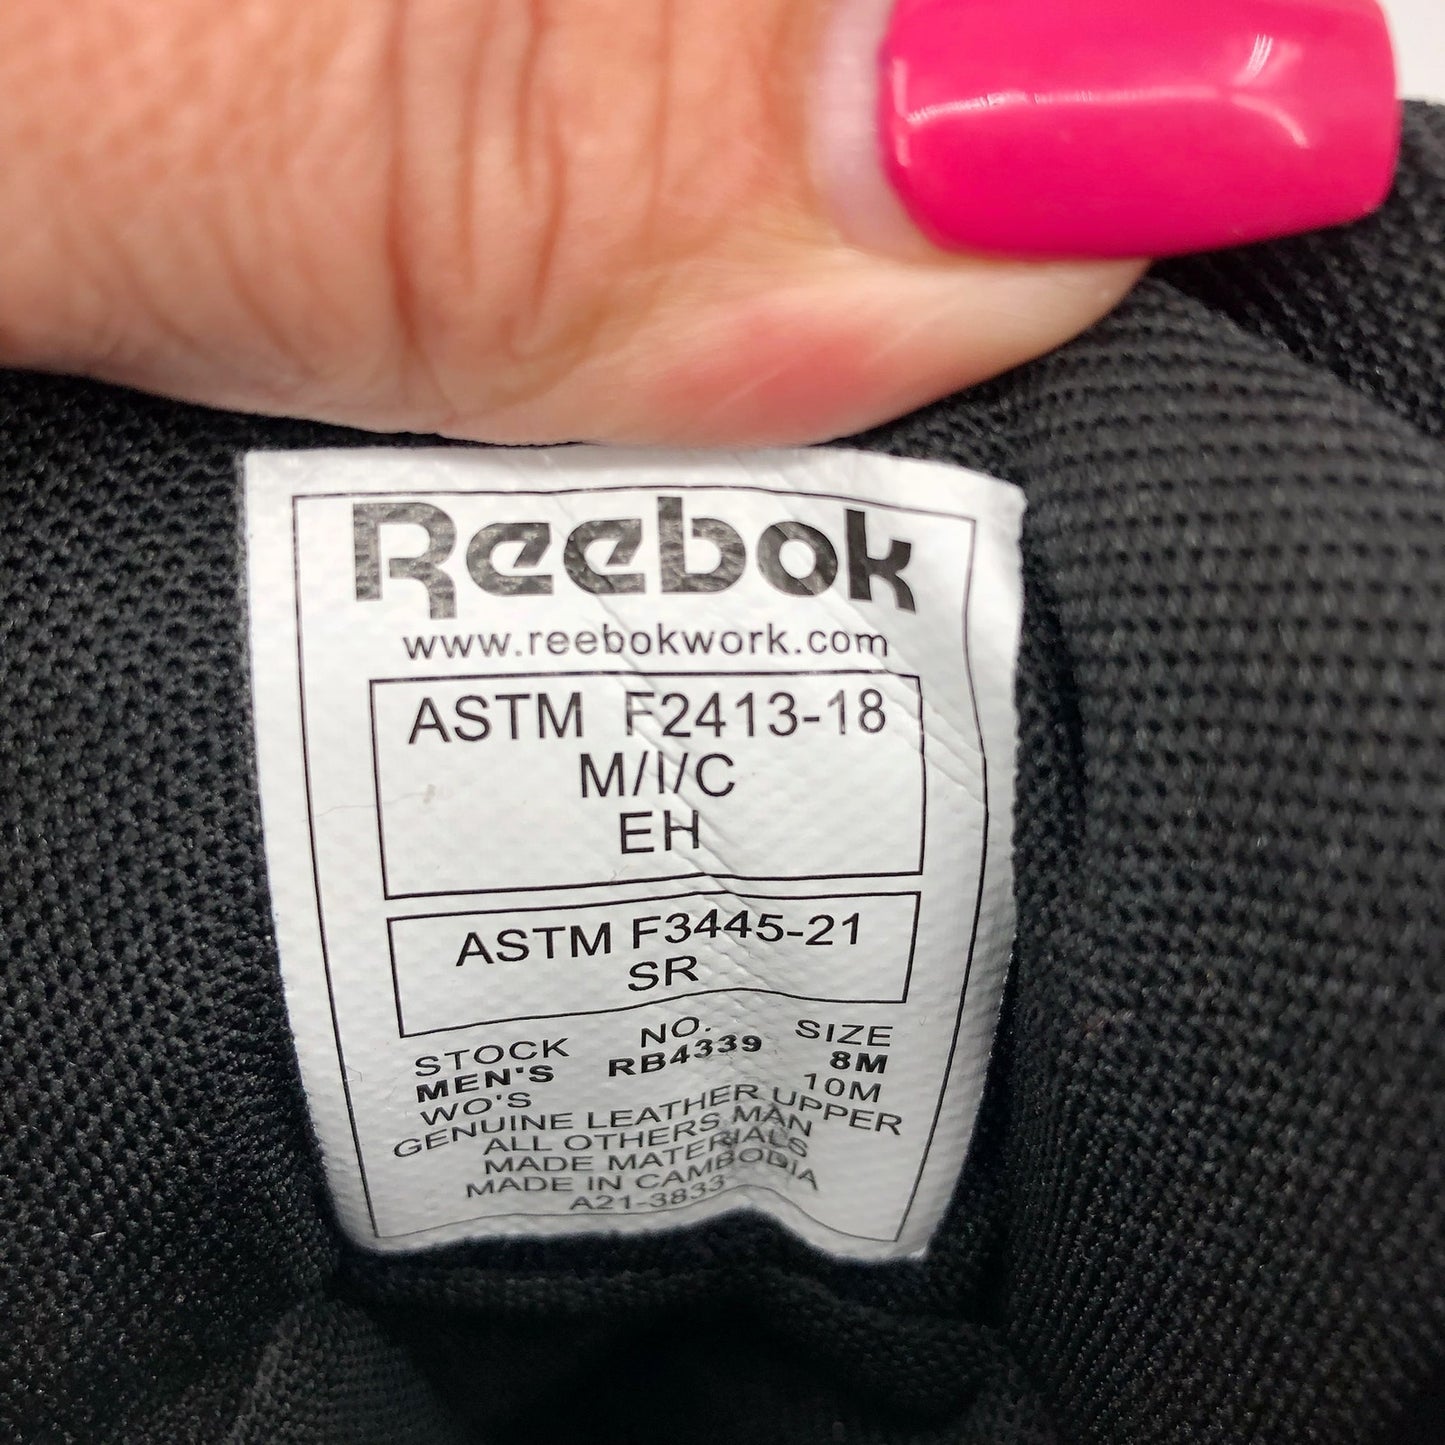 Reebok
www.reebokwork.com
ASTM F2413-18
M/I/C
EH
ASTM F3445-21
SR
STOCK NO. SIZE
MEN'S RB4339 8M
WO'S 10M
GENUINE LEATHER UPPER
ALL OTHERS MAN
MADE MATERIALS
MADE IN CAMBODIA
A21-3833